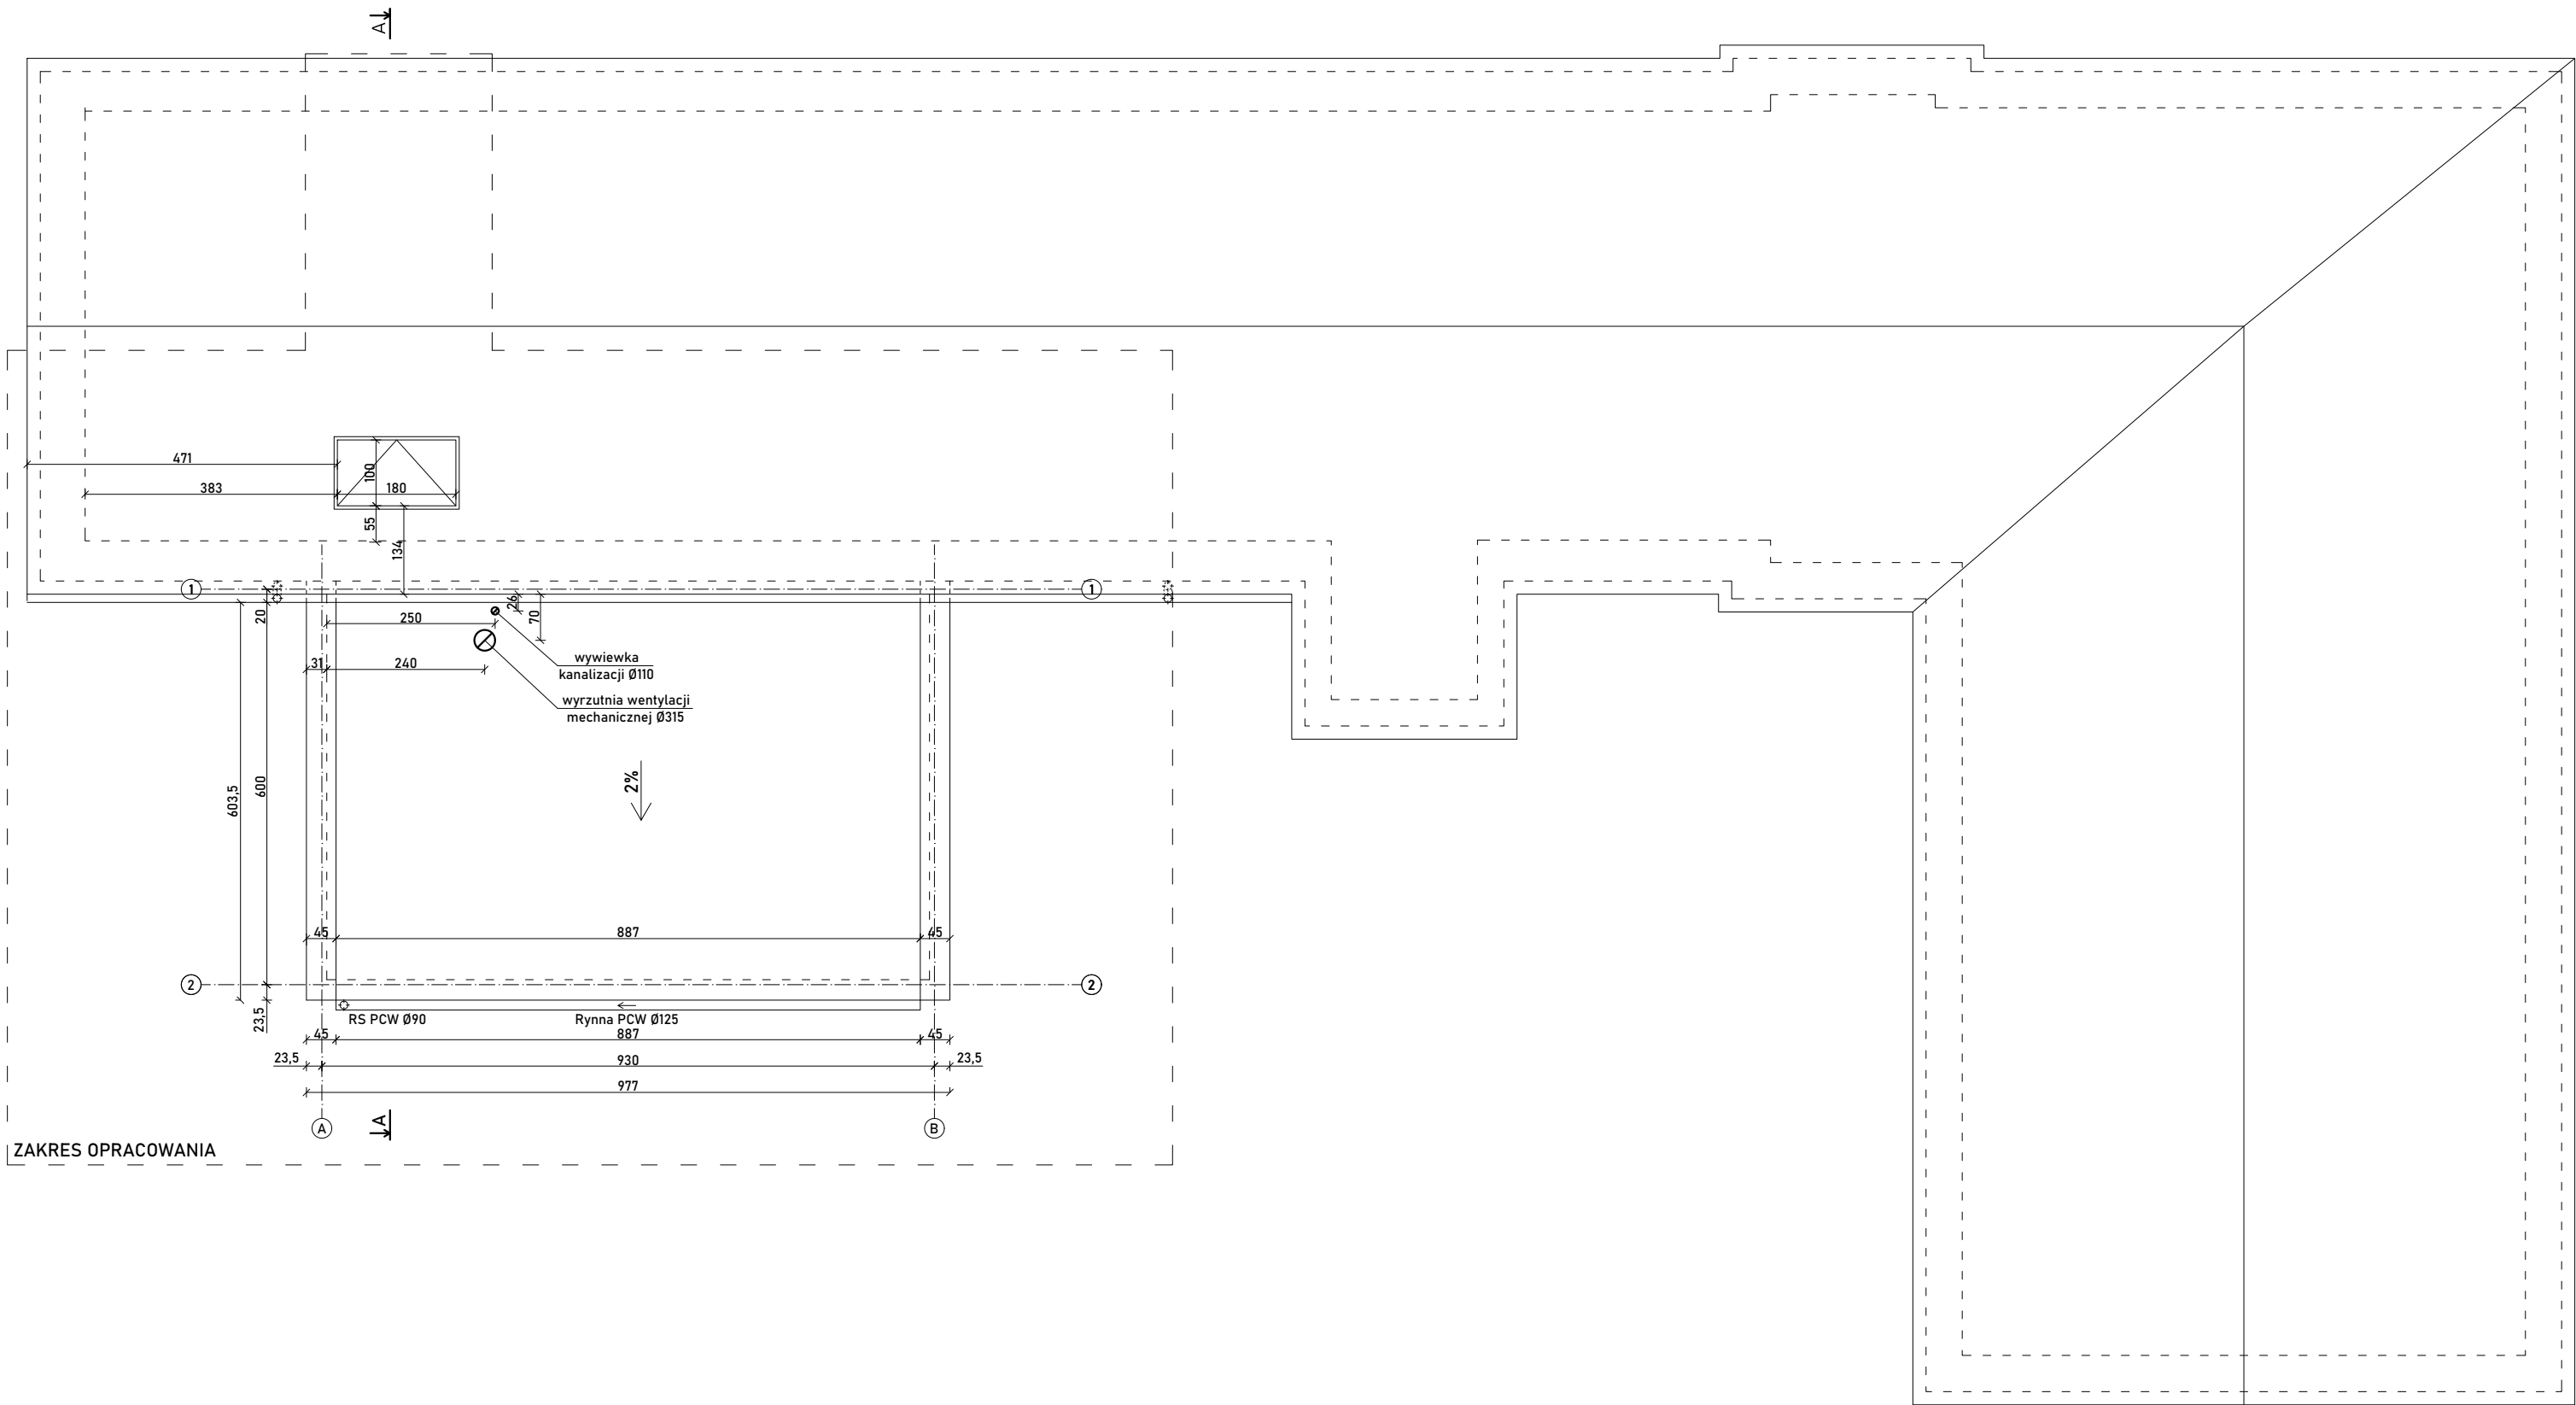 A
471
100
383
180
55
134
1
1
20
26
70
250
31
240
wywiewka
kanalizacji Ø110
wyrzutnia wentylacji
mechanicznej Ø315
2%
603,5
600
45
887
45
2
2
23,5
RS PCW Ø90
Rynna PCW Ø125
45
887
45
23,5
930
23,5
977
A
A
B
ZAKRES OPRACOWANIA